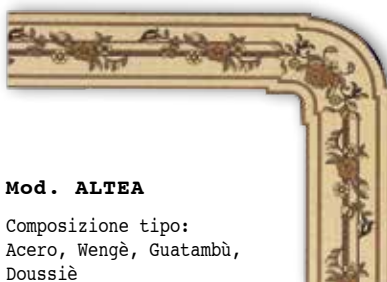 Mod. ALTEA
Composizione tipo:
Acero, Wengè, Guatambù,
Doussiè